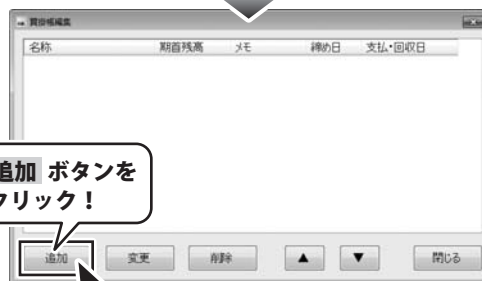 買掛帳編集
名称 期首残高 メモ 締め日 支払・回収日
追加 ボタンを
クリック！
追加 変更 削除 ▲ ▼ 閉じる